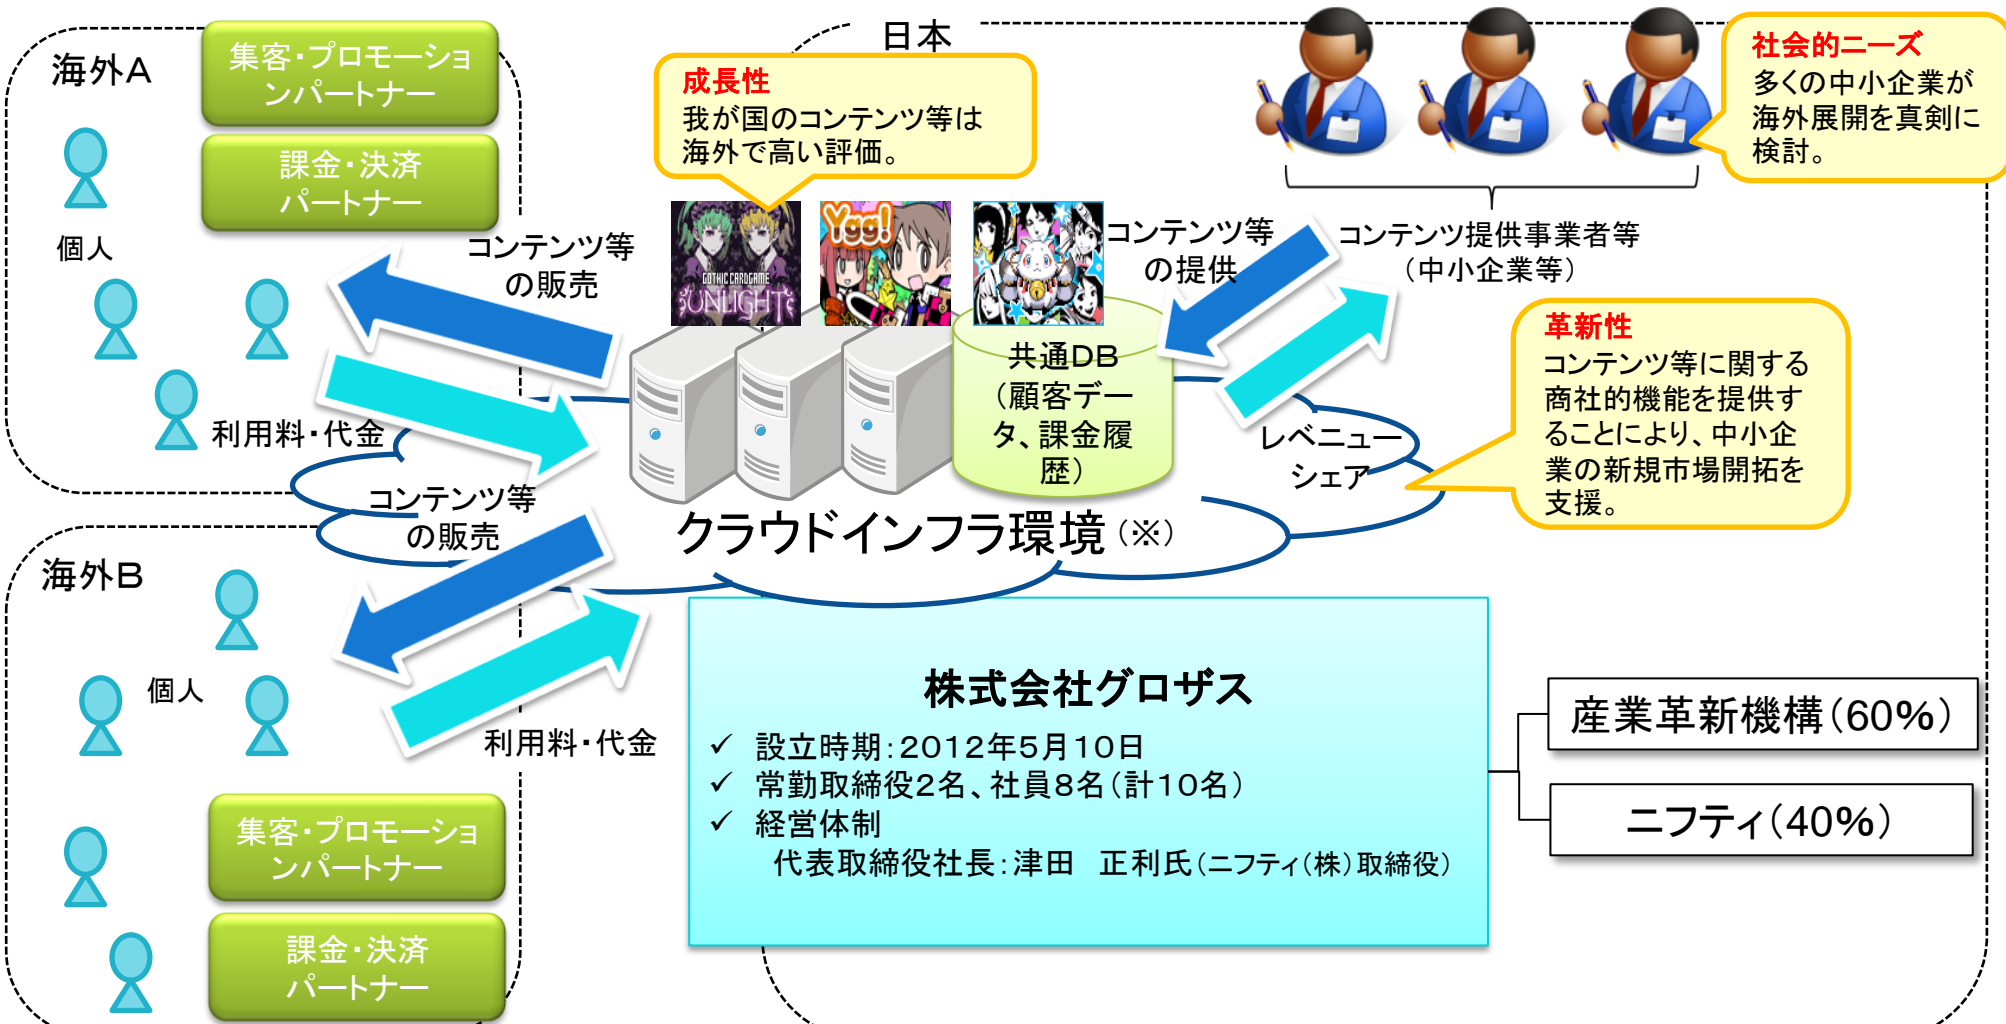 海外A
集客・プロモーショ
ンパートナー
課金・決済
パートナー
個人
日本
成長性
我が国のコンテンツ等は
海外で高い評価。
社会的ニーズ
多くの中小企業が
海外展開を真剣に
検討。
コンテンツ等
の販売
GOTHIC CARDGAME
UNLIGHT
Ygg!
コンテンツ等
の提供
コンテンツ提供事業者等
(中小企業等)
革新性
コンテンツ等に関する
商社的機能を提供す
ることにより、中小企
業の新規市場開拓を
支援。
共通DB
(顧客デー
タ、課金履
歴)
利用料・代金
レベニュー
シェア
コンテンツ等
の販売
クラウドインフラ環境(※)
海外B
個人
利用料・代金
集客・プロモーショ
ンパートナー
課金・決済
パートナー
株式会社グロザス
✓ 設立時期:2012年5月10日
✓ 常勤取締役2名、社員8名(計10名)
✓ 経営体制
代表取締役社長:津田 正利氏(ニフティ(株)取締役)
産業革新機構(60%)
ニフティ(40%)